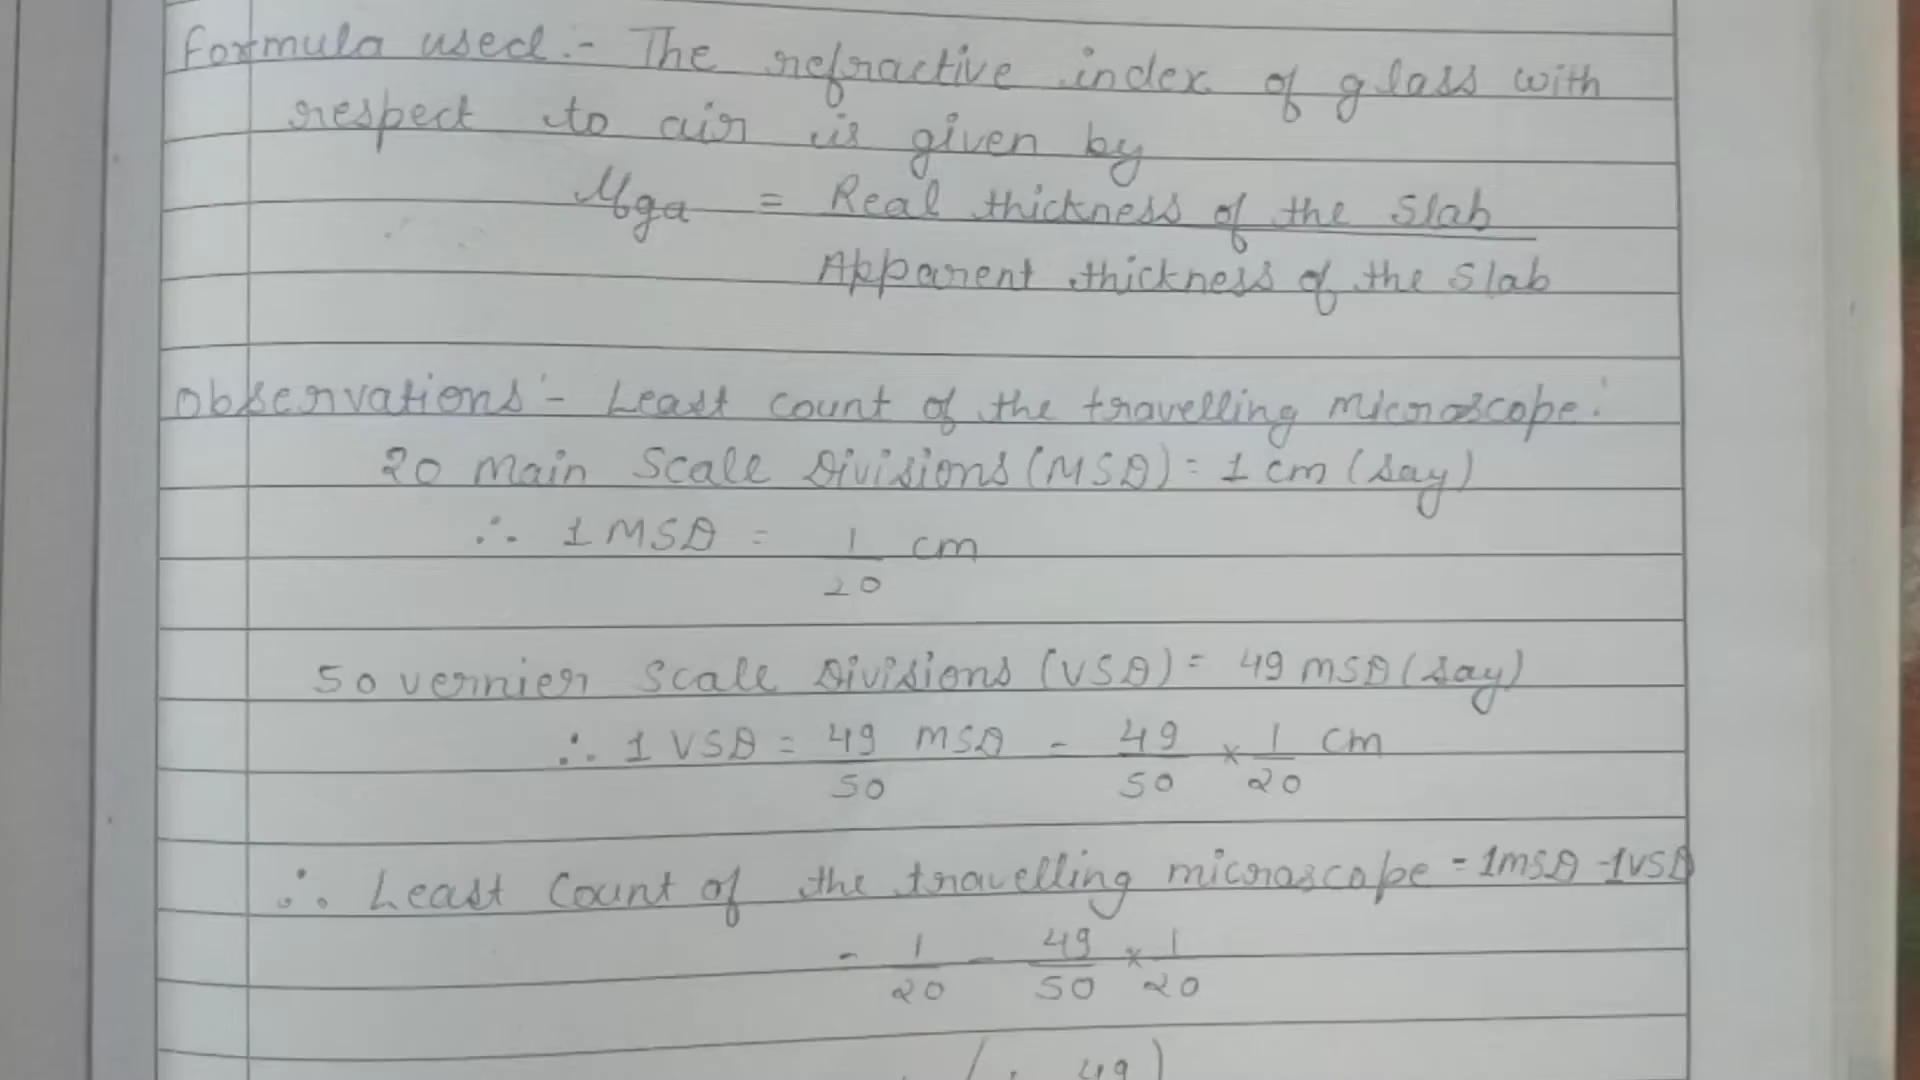 Formula used :- The refractive index of glass with
respect to air is given by
μga = Real thickness of the slab
Apparent thickness of the slab
Observations :- Least count of the travelling microscope :
20 Main Scale Divisions (MSD) = 1 cm (say)
∴ 1 MSD = 1/20 cm
50 vernier scale Divisions (VSD) = 49 MSD (say)
∴ 1 VSD = 49/50 MSD = 49/50 × 1/20 cm
∴ Least Count of the travelling microscope = 1MSD - 1VSD
= 1/20 - 49/50 × 1/20
49